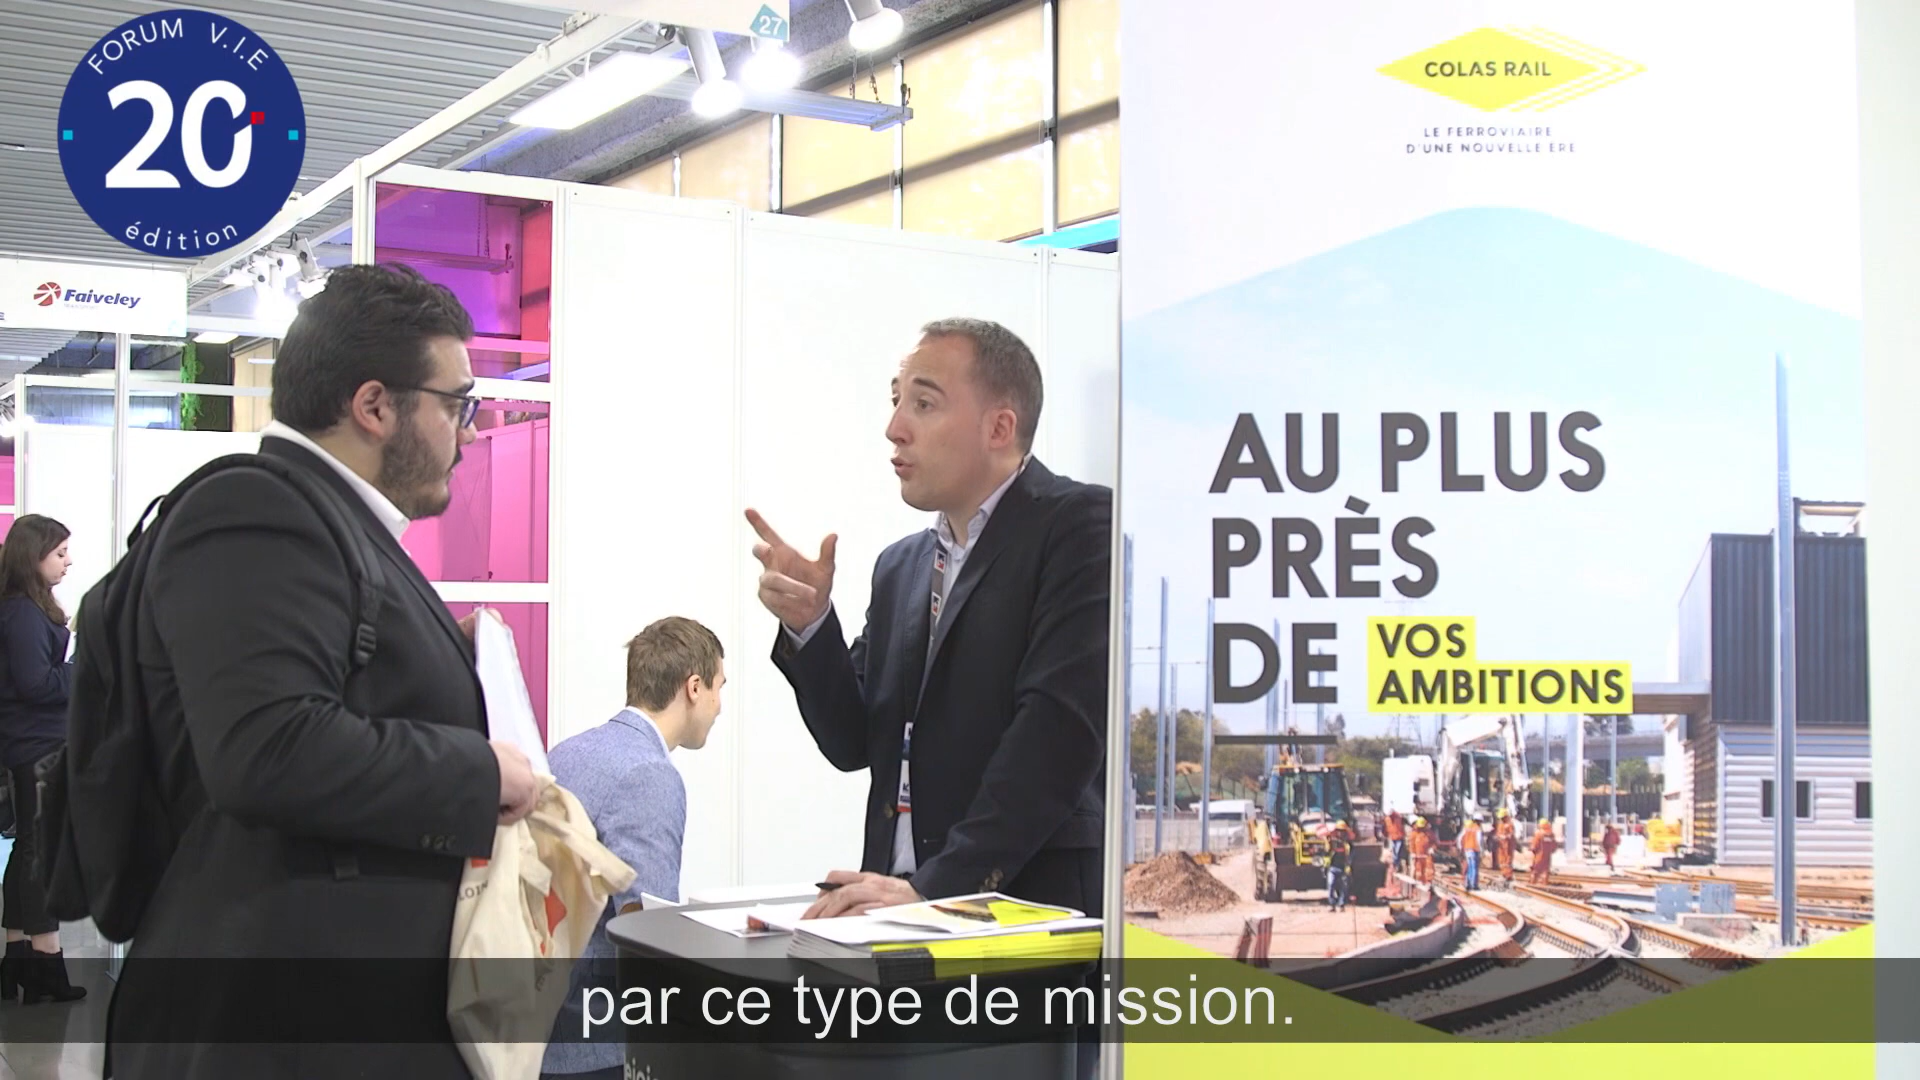 FORUM V.I.E
20
édition
27
Faiveley
COLAS RAIL
LE FERROVIAIRE
D'UNE NOUVELLE ERE
AU PLUS
PRÈS
DE VOS
AMBITIONS
par ce type de mission.